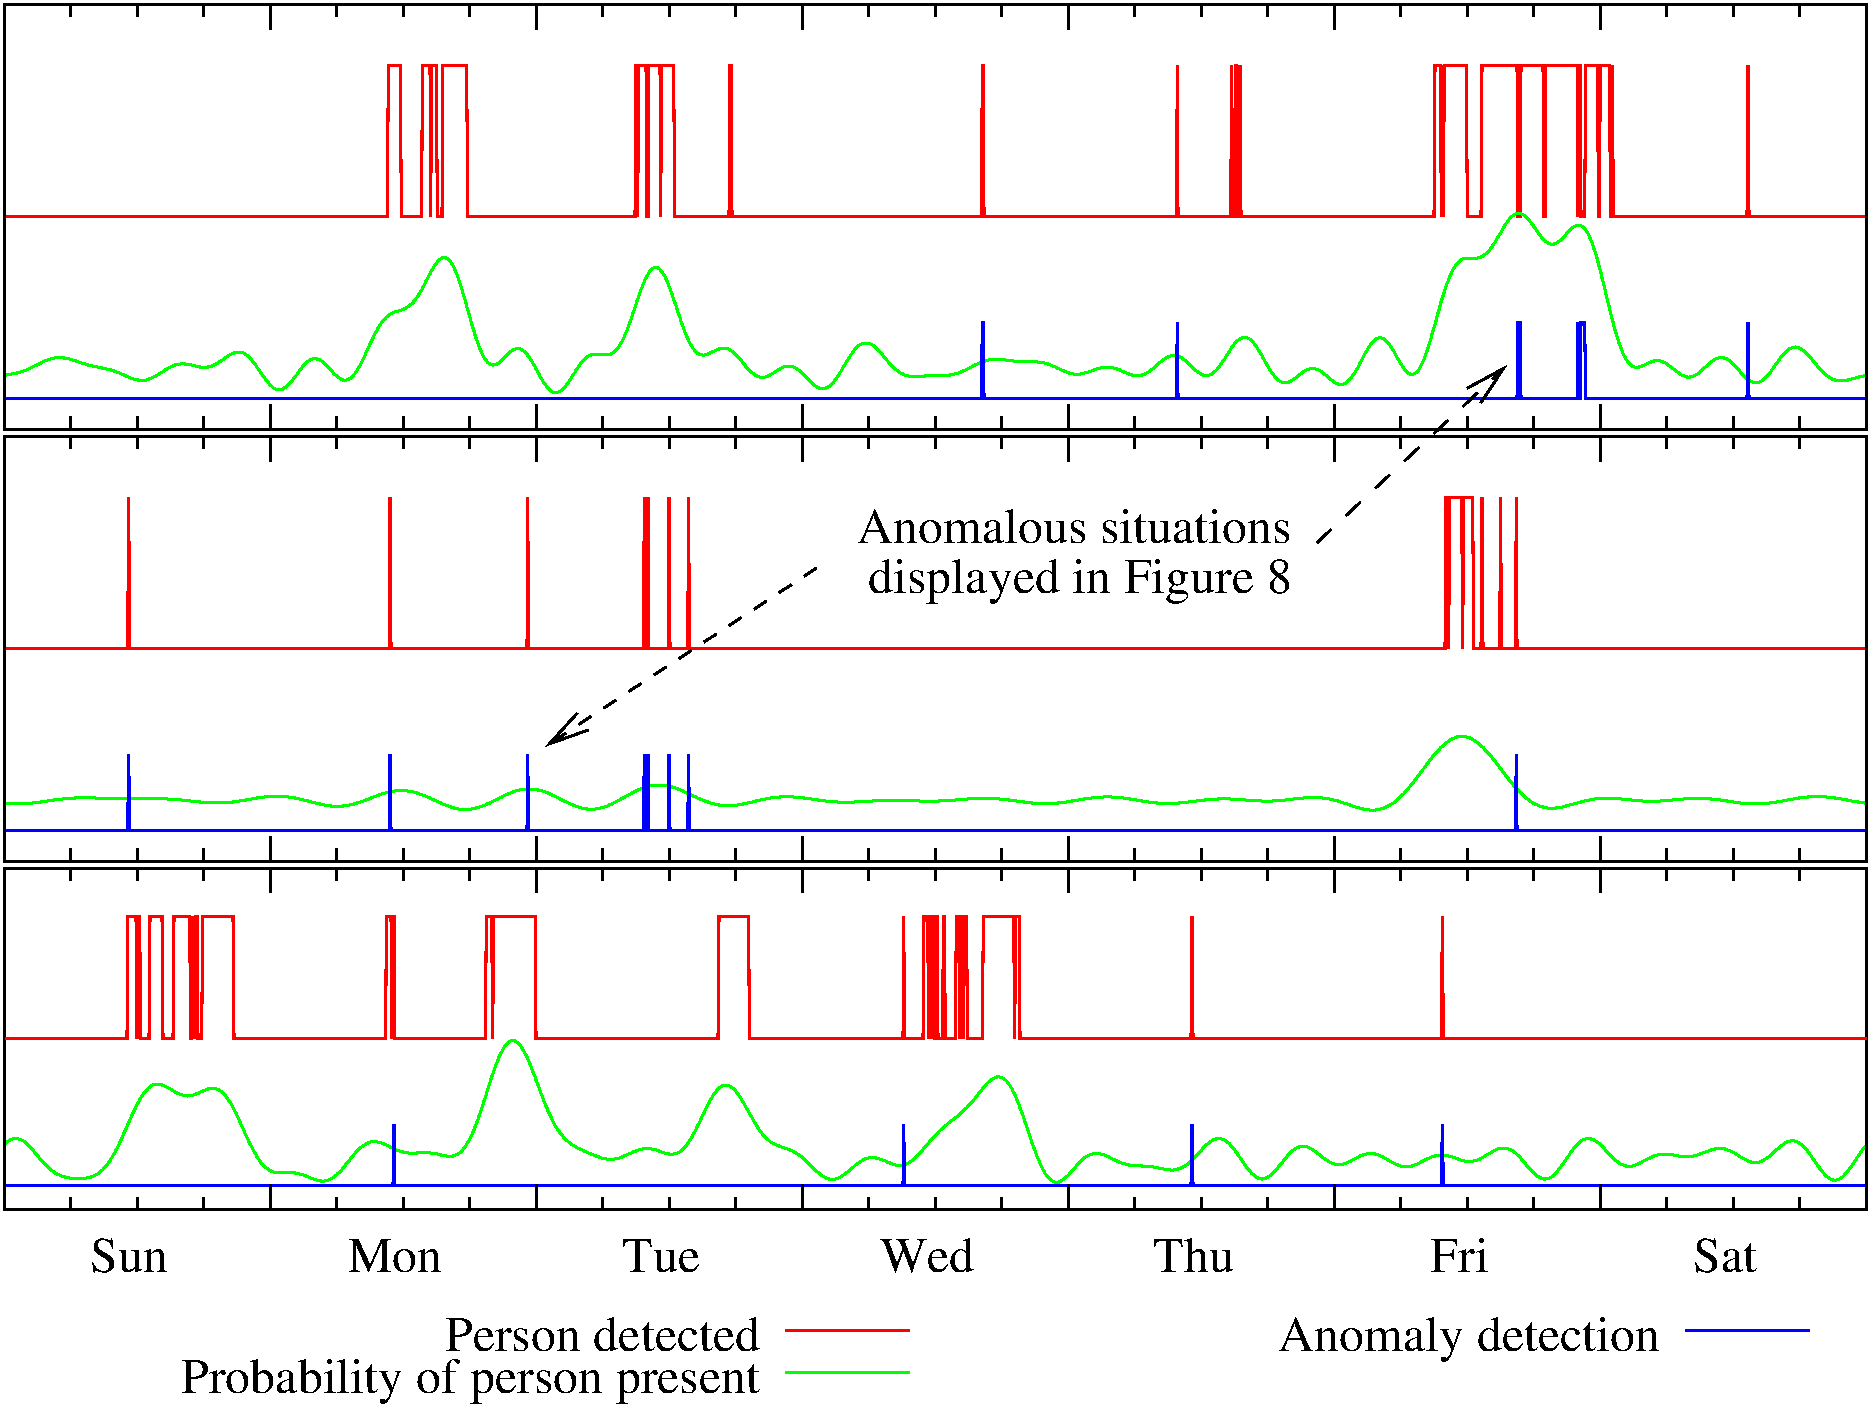 Anomalous situations
displayed in Figure 8
Sun Mon Tue Wed Thu Fri Sat
Person detected Anomaly detection
Probability of person present